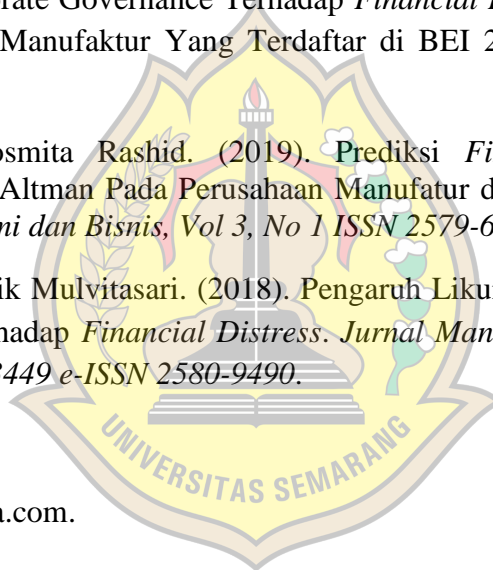 rate Governance Terhadap Financial
Manufaktur Yang Terdaftar di BEI 2
osmita Rashid. (2019). Prediksi Fi
Altman Pada Perusahaan Manufatur d
mi dan Bisnis, Vol 3, No 1 ISSN 2579-6
ik Mulvitasari. (2018). Pengaruh Liku
hadap Financial Distress. Jurnal Man
3449 e-ISSN 2580-9490.
UNIVERSITAS SEMARANG
a.com.